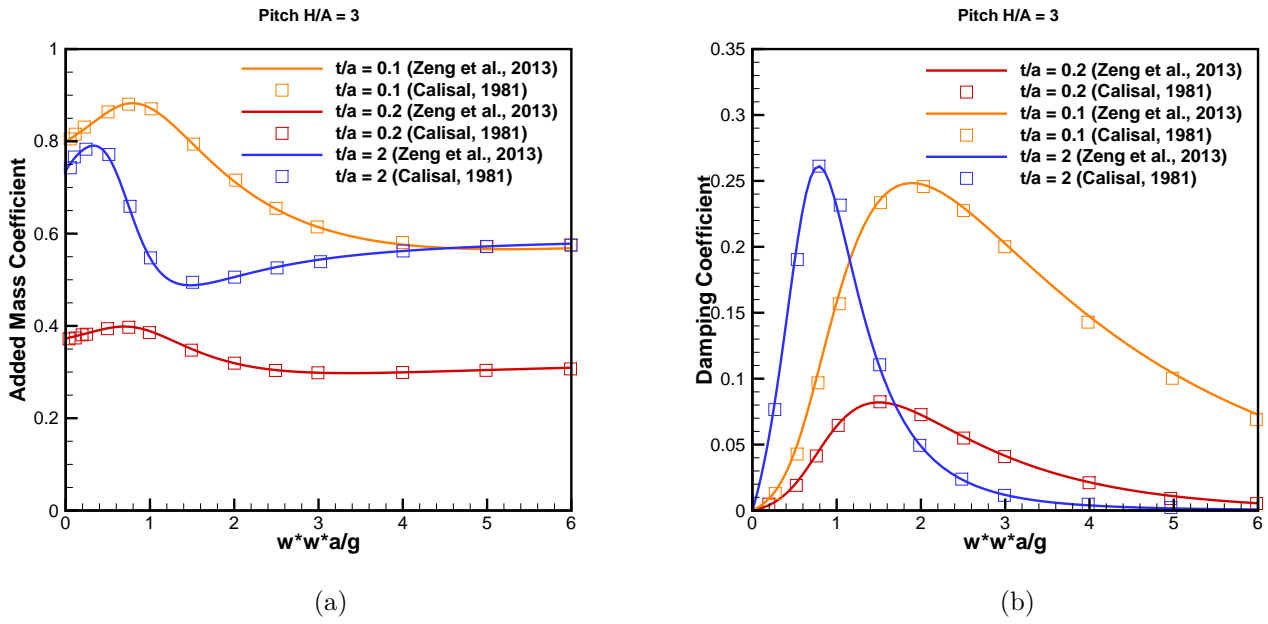 Pitch H/A = 3
1
0.8
0.6
0.4
0.2
0
0
1
2
3
4
5
6
Added Mass Coefficient
w*w*a/g
t/a = 0.1 (Zeng et al., 2013)
t/a = 0.1 (Calisal, 1981)
t/a = 0.2 (Zeng et al., 2013)
t/a = 0.2 (Calisal, 1981)
t/a = 2 (Zeng et al., 2013)
t/a = 2 (Calisal, 1981)
(a)
Pitch H/A = 3
0.35
0.3
0.25
0.2
0.15
0.1
0.05
0
0
1
2
3
4
5
6
Damping Coefficient
w*w*a/g
t/a = 0.2 (Zeng et al., 2013)
t/a = 0.2 (Calisal, 1981)
t/a = 0.1 (Zeng et al., 2013)
t/a = 0.1 (Calisal, 1981)
t/a = 2 (Zeng et al., 2013)
t/a = 2 (Calisal, 1981)
(b)